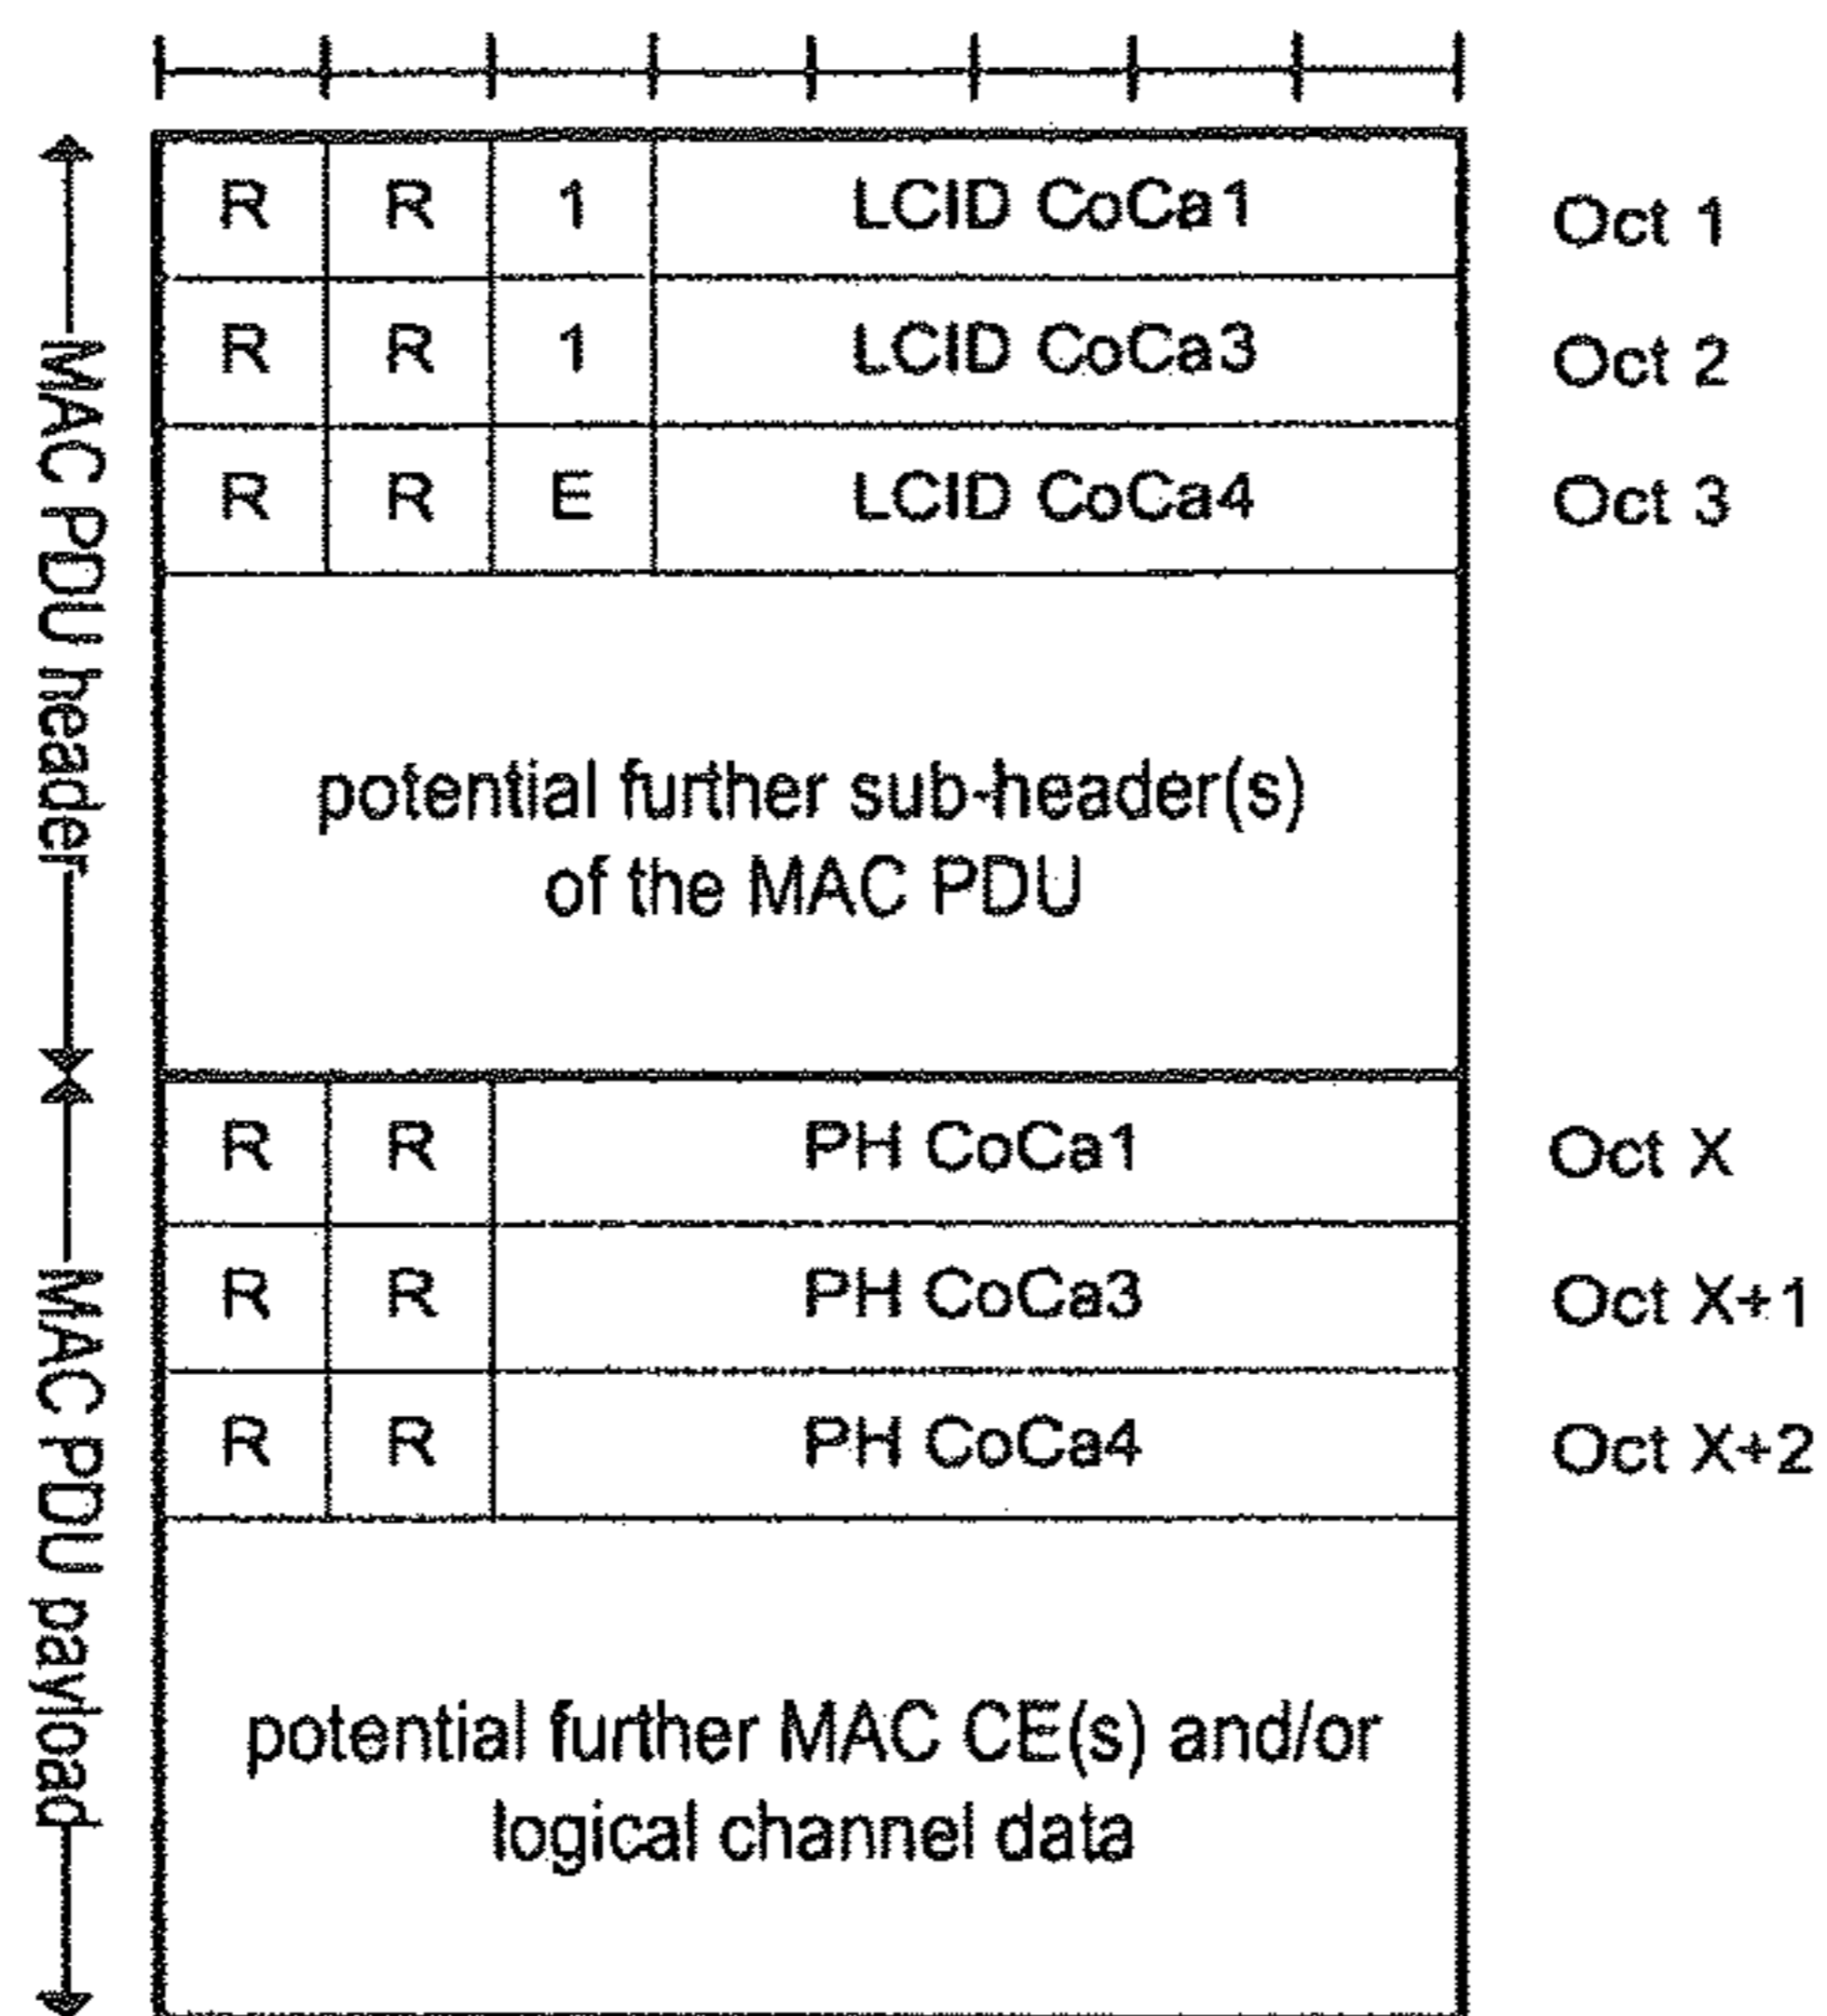 R R 1 LCID CoCa1 Oct 1
R R 1 LCID CoCa3 Oct 2
R R E LCID CoCa4 Oct 3
MAC PDU header
potential further sub-header(s)
of the MAC PDU
R R PH CoCa1 Oct X
R R PH CoCa3 Oct X+1
R R PH CoCa4 Oct X+2
MAC PDU payload
potential further MAC CE(s) and/or
logical channel data